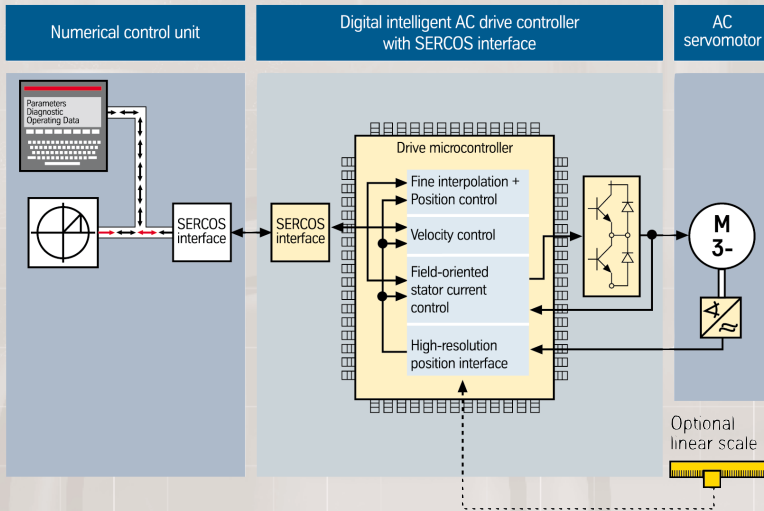 Numerical control unit
Digital intelligent AC drive controller
with SERCOS interface
AC
servomotor
Parameters
Diagnostic
Operating Data
SERCOS
interface
SERCOS
interface
Drive microcontroller
Fine interpolation +
Position control
Velocity control
Field-oriented
stator current
control
High-resolution
position interface
M
3-
Optional
linear scale